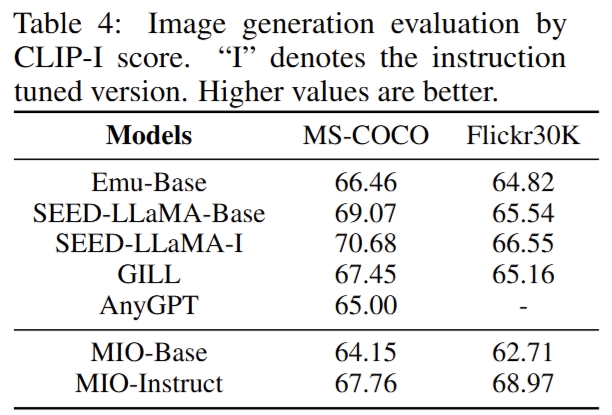 Table 4: Image generation evaluation by
CLIP-I score. “I” denotes the instruction
tuned version. Higher values are better.
Models MS-COCO Flickr30K
Emu-Base 66.46 64.82
SEED-LLaMA-Base 69.07 65.54
SEED-LLaMA-I 70.68 66.55
GILL 67.45 65.16
AnyGPT 65.00 -
MIO-Base 64.15 62.71
MIO-Instruct 67.76 68.97